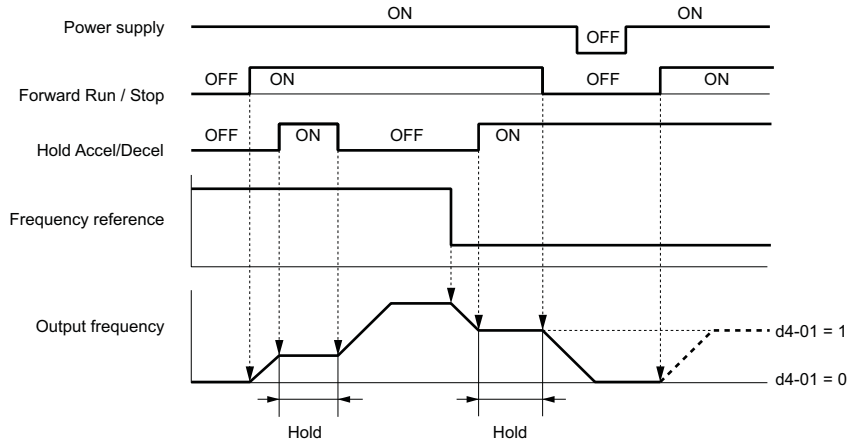 ON
ON
Power supply
OFF
OFF ON OFF ON
Forward Run / Stop
OFF ON OFF ON
Hold Accel/Decel
Frequency reference
Output frequency
d4-01 = 1
d4-01 = 0
Hold Hold